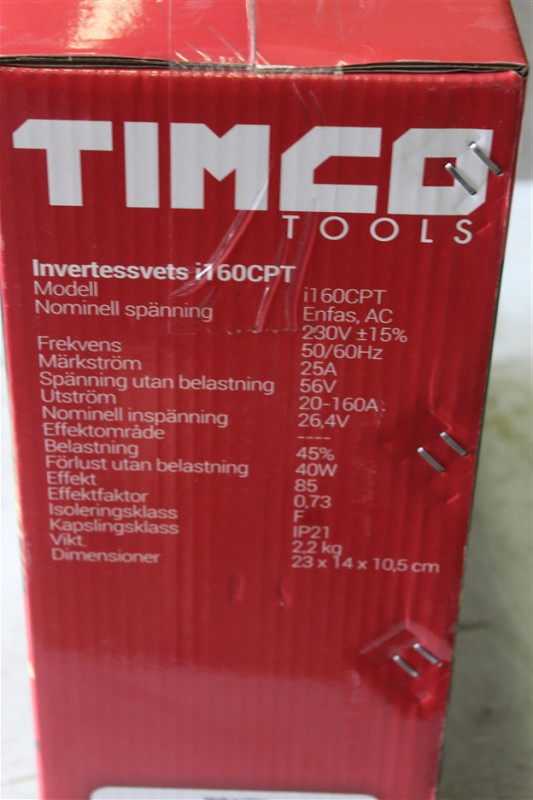 TIMCO
TOOLS
Invertessvets i160CPT
Modell i160CPT
Nominell spänning Enfas, AC
230V ±15%
Frekvens 50/60Hz
Märkström 25A
Spänning utan belastning 56V
Utström 20-160A
Nominell inspänning 26,4V
Effektområde ----
Belastning 45%
Förlust utan belastning 40W
Effekt 85
Effektfaktor 0,73
Isoleringsklass F
Kapslingsklass IP21
Vikt. 2,2 kg
Dimensioner 23 x 14 x 10,5 cm